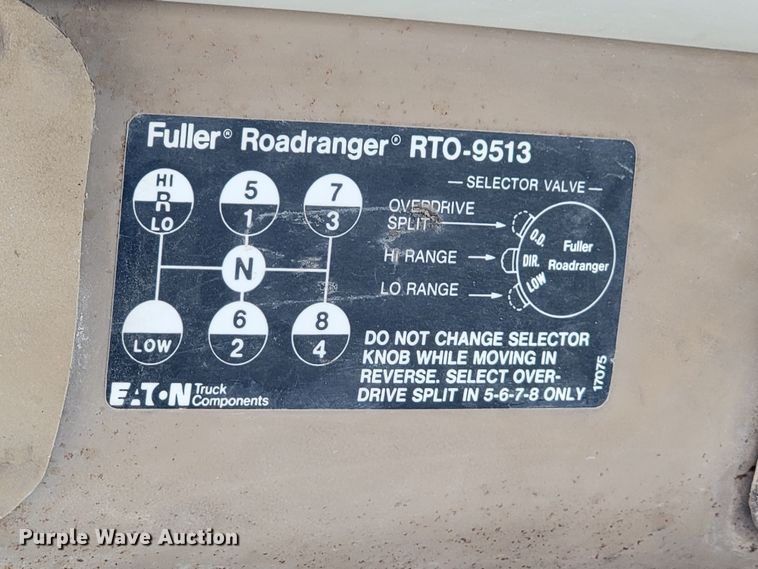 Fuller® Roadranger® RTO-9513
— SELECTOR VALVE —
HI
R
LO
5
1
7
3
N
LOW
6
2
8
4
OVERDRIVE
SPLIT
HI RANGE
LO RANGE
O.D.
DIR.
LOW
Fuller
Roadranger
DO NOT CHANGE SELECTOR
KNOB WHILE MOVING IN
REVERSE. SELECT OVER-
DRIVE SPLIT IN 5-6-7-8 ONLY
17075
EATON Truck
Components
Purple Wave Auction